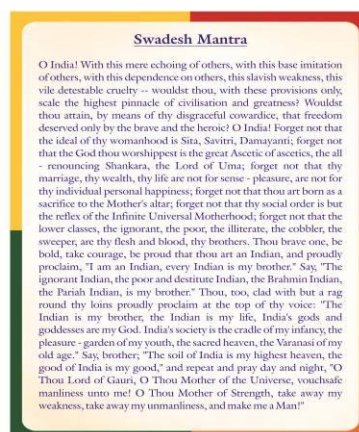 Swadesh Mantra
O India! With this mere echoing of others, with this base imitation
of others, with this dependence on others, this slavish weakness, this
vile detestable cruelty -- wouldst thou, with these provisions only,
scale the highest pinnacle of civilisation and greatness? Wouldst
thou attain, by means of thy disgraceful cowardice, that freedom
deserved only by the brave and the heroic? O India! Forget not that
the ideal of thy womanhood is Sita, Savitri, Damayanti; forget not
that the God thou worshippest is the great Ascetic of ascetics, the all
- renouncing Shankara, the Lord of Uma; forget not that thy
marriage, thy wealth, thy life are not for sense - pleasure, are not for
thy individual personal happiness; forget not that thou art born as a
sacrifice to the Mother's altar; forget not that thy social order is but
the reflex of the Infinite Universal Motherhood; forget not that the
lower classes, the ignorant, the poor, the illiterate, the cobbler, the
sweeper, are thy flesh and blood, thy brothers. Thou brave one, be
bold, take courage, be proud that thou art an Indian, and proudly
proclaim, "I am an Indian, every Indian is my brother." Say, "The
ignorant Indian, the poor and destitute Indian, the Brahmin Indian,
the Pariah Indian, is my brother." Thou, too, clad with but a rag
round thy loins proudly proclaim at the top of thy voice: "The
Indian is my brother, the Indian is my life, India's gods and
goddesses are my God. India's society is the cradle of my infancy, the
pleasure - garden of my youth, the sacred heaven, the Varanasi of my
old age." Say, brother; "The soil of India is my highest heaven, the
good of India is my good," and repeat and pray day and night, "O
Thou Lord of Gauri, O Thou Mother of the Universe, vouchsafe
manliness unto me! O Thou Mother of Strength, take away my
weakness, take away my unmanliness, and make me a Man!"